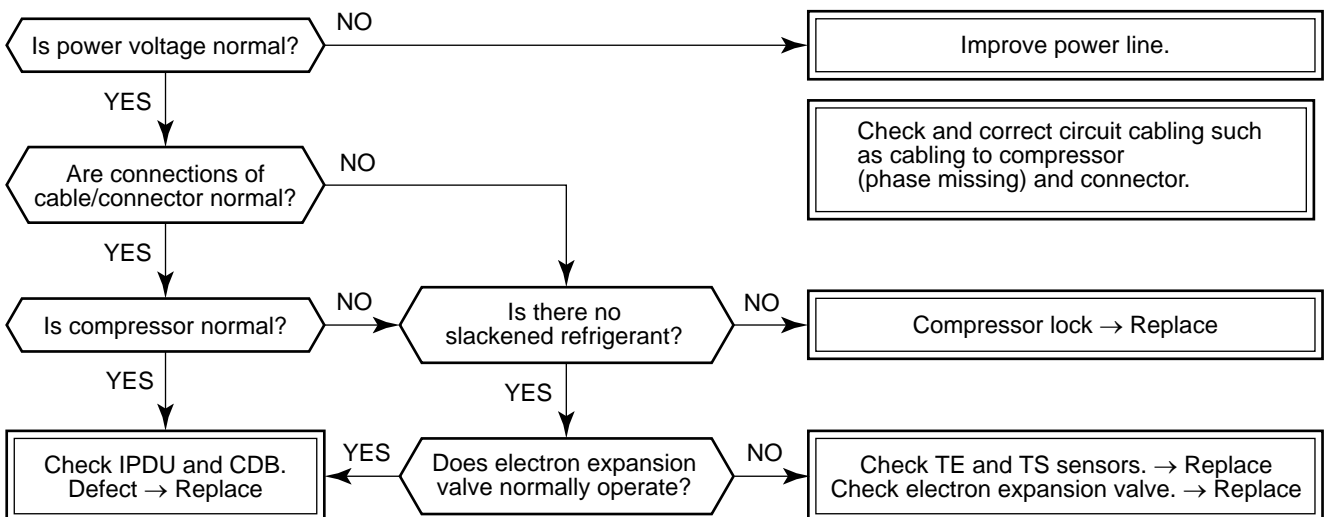 Is power voltage normal?
NO
Improve power line.
YES
Check and correct circuit cabling such
as cabling to compressor
(phase missing) and connector.
Are connections of
cable/connector normal?
NO
YES
Is compressor normal?
NO
Is there no
slackened refrigerant?
NO
Compressor lock → Replace
YES
YES
Check IPDU and CDB.
Defect → Replace
YES
Does electron expansion
valve normally operate?
NO
Check TE and TS sensors. → Replace
Check electron expansion valve. → Replace